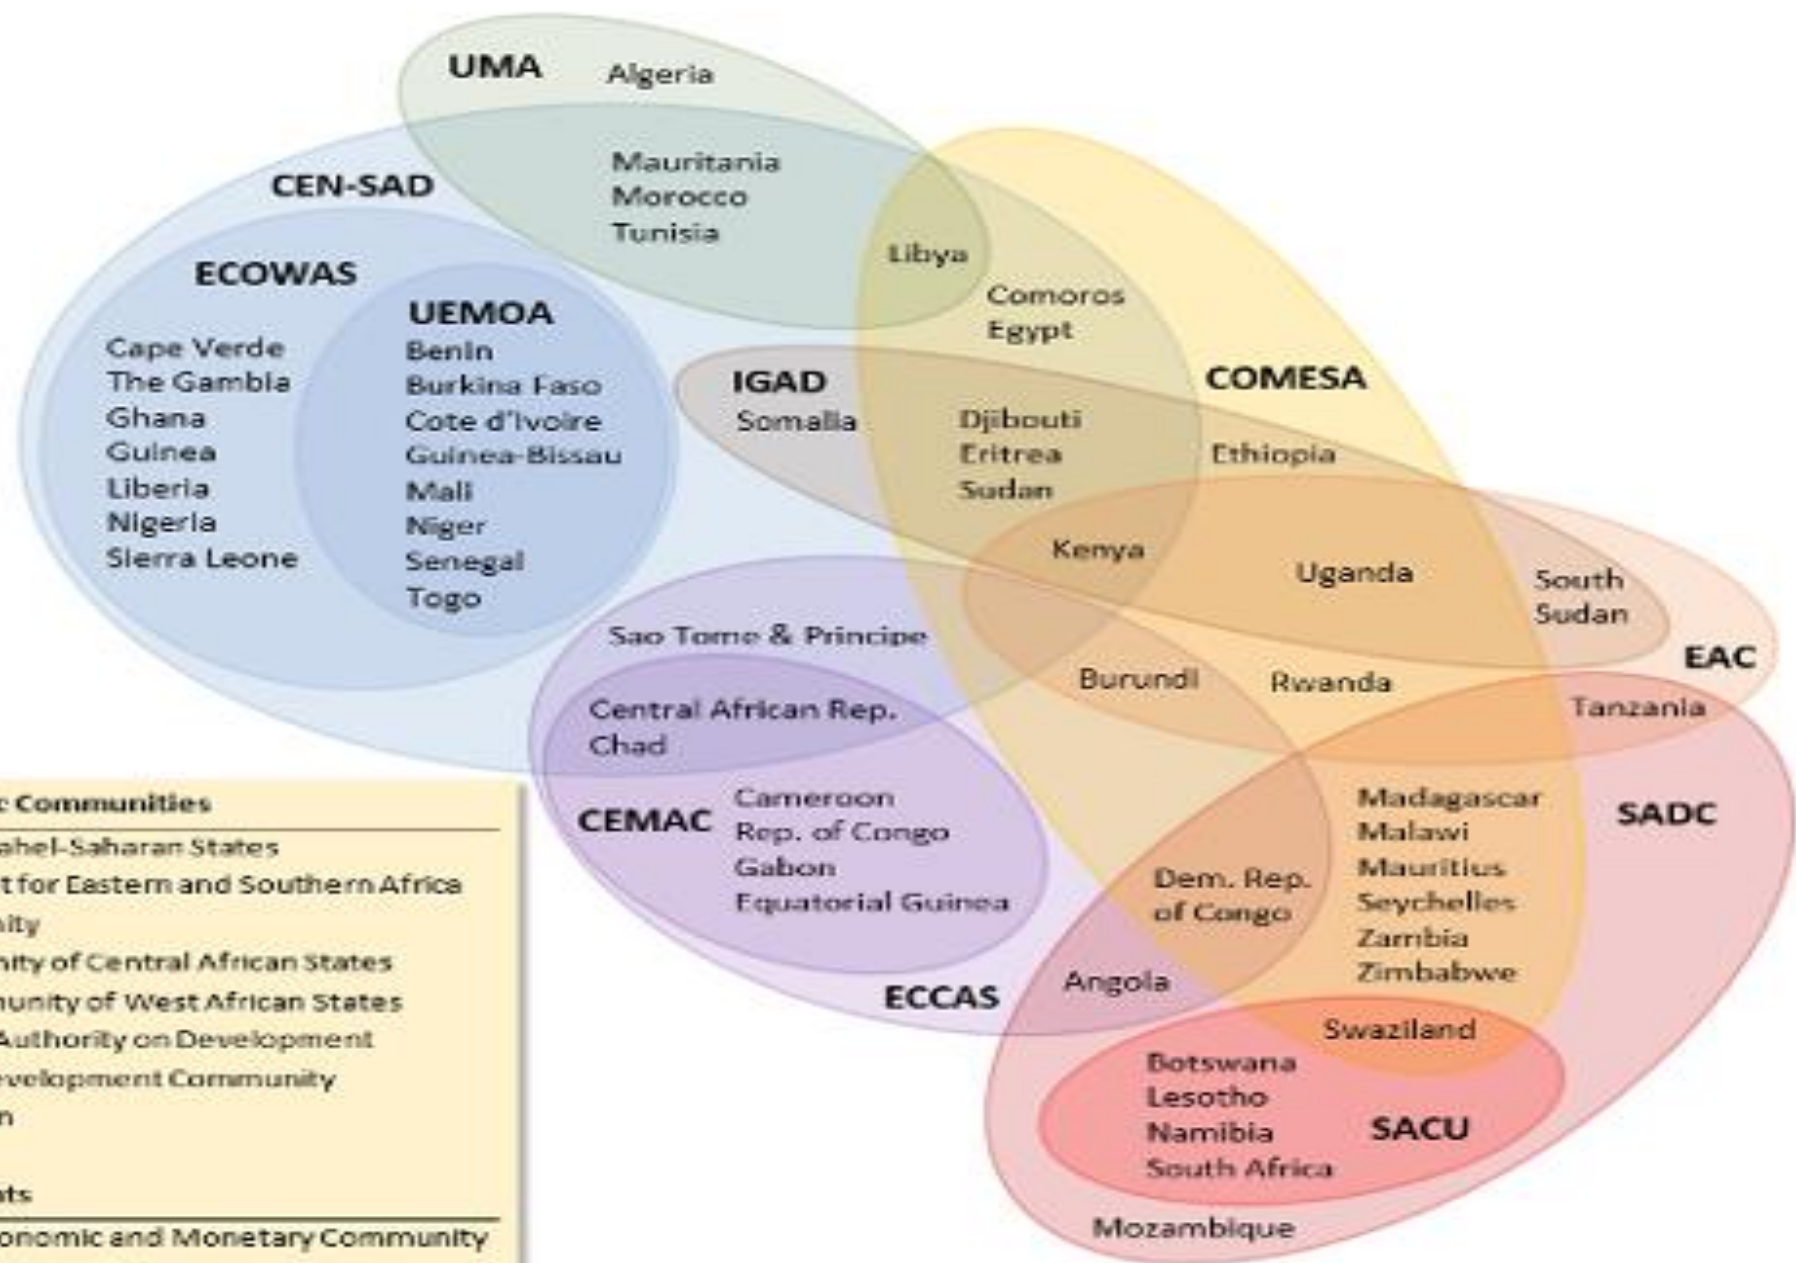 UMA
Algeria
Mauritania
Morocco
Tunisia
CEN-SAD
Libya
ECOWAS
Cape Verde
The Gambia
Ghana
Guinea
Liberia
Nigeria
Sierra Leone
UEMOA
Benin
Burkina Faso
Cote d'Ivoire
Guinea-Bissau
Mali
Niger
Senegal
Togo
Comoros
Egypt
COMESA
IGAD
Somalia
Djibouti
Eritrea
Sudan
Ethiopia
Kenya
Uganda
South
Sudan
EAC
Sao Tome & Principe
Burundi
Rwanda
Tanzania
Central African Rep.
Chad
CEMAC
Cameroon
Rep. of Congo
Gabon
Equatorial Guinea
ECCAS
Dem. Rep.
of Congo
Angola
Madagascar
Malawi
Mauritius
Seychelles
Zambia
Zimbabwe
SADC
Swaziland
Botswana
Lesotho
Namibia
South Africa
SACU
Mozambique
c Communities
ahel-Saharan States
t for Eastern and Southern Africa
ity
nity of Central African States
nunity of West African States
Authority on Development
evelopment Community
n
nts
onomic and Monetary Community